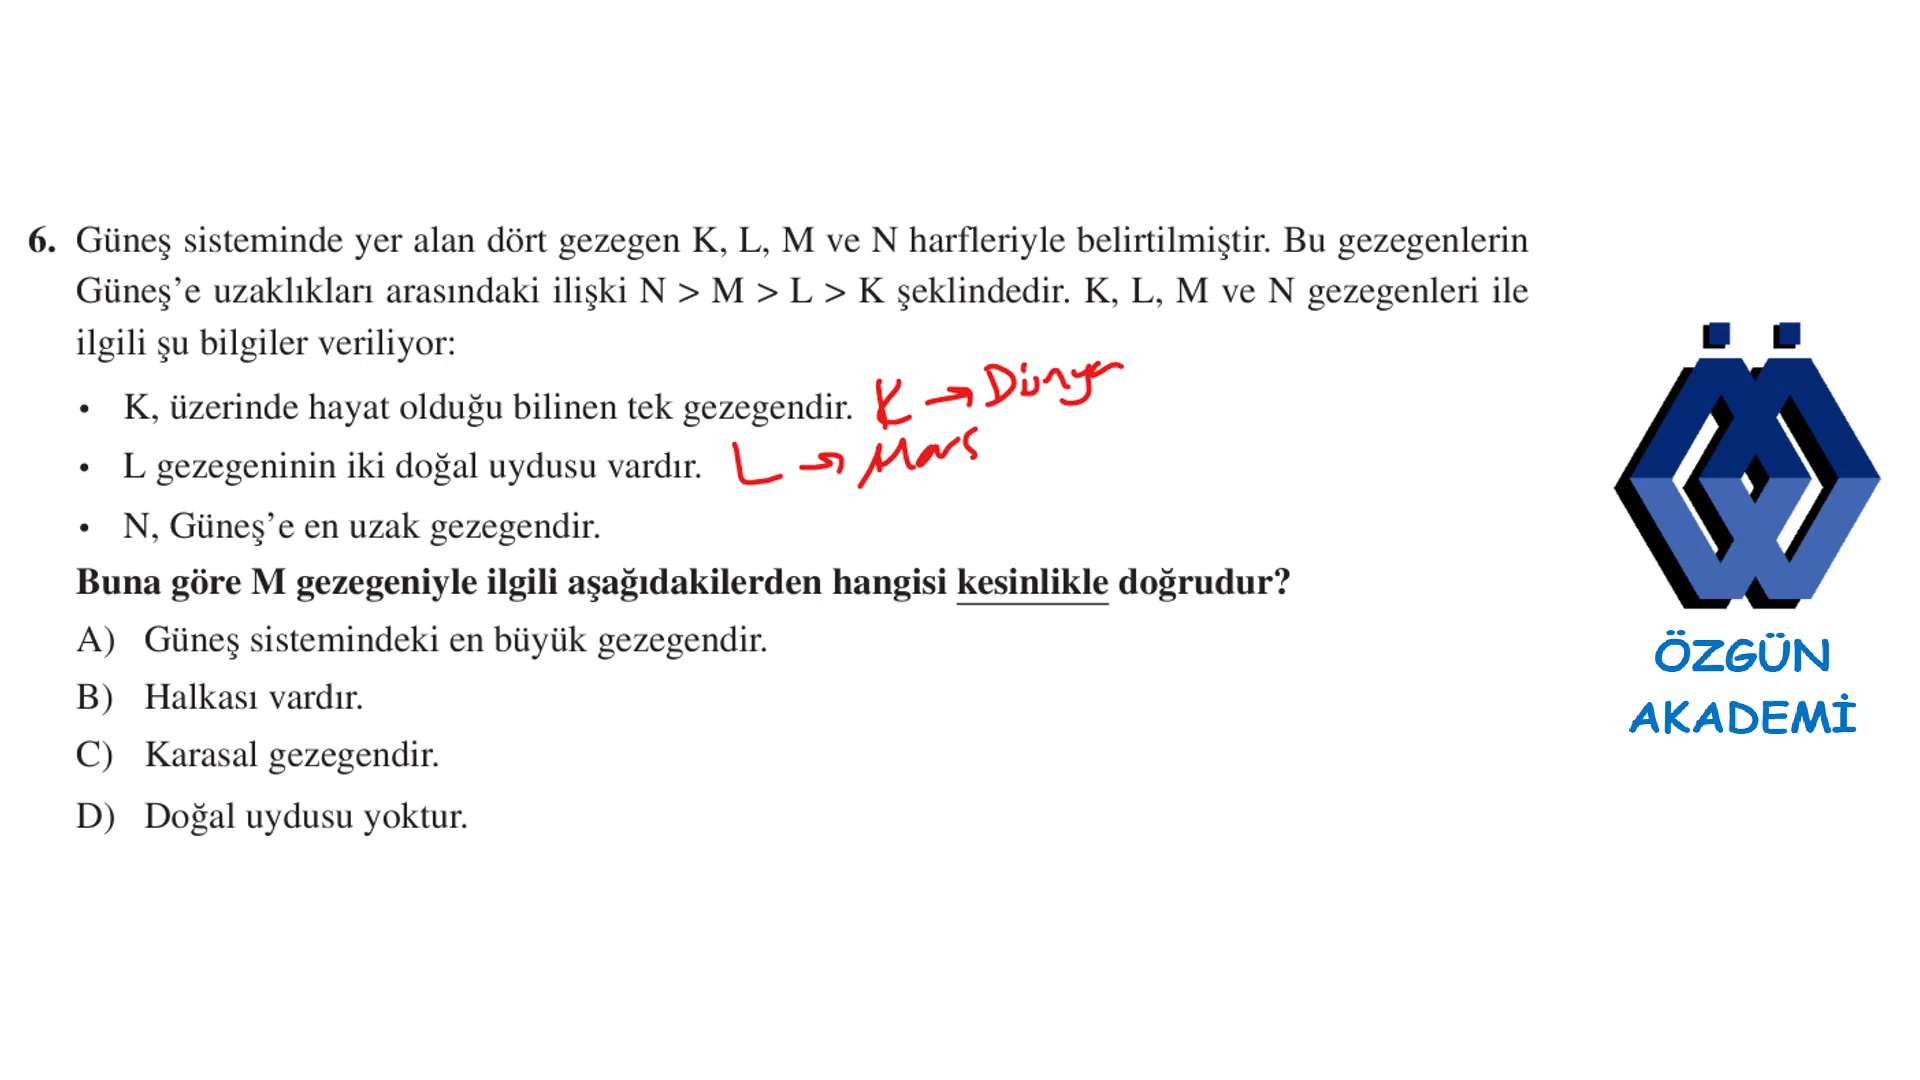 6. Güneş sisteminde yer alan dört gezegen K, L, M ve N harfleriyle belirtilmiştir. Bu gezegenlerin
Güneş’e uzaklıkları arasındaki ilişki N > M > L > K şeklindedir. K, L, M ve N gezegenleri ile
ilgili şu bilgiler veriliyor:
• K, üzerinde hayat olduğu bilinen tek gezegendir. K → Dünya
• L gezegeninin iki doğal uydusu vardır. L → Mars
• N, Güneş’e en uzak gezegendir.
Buna göre M gezegeniyle ilgili aşağıdakilerden hangisi kesinlikle doğrudur?
A) Güneş sistemindeki en büyük gezegendir.
B) Halkası vardır.
C) Karasal gezegendir.
D) Doğal uydusu yoktur.
ÖZGÜN
AKADEMİ